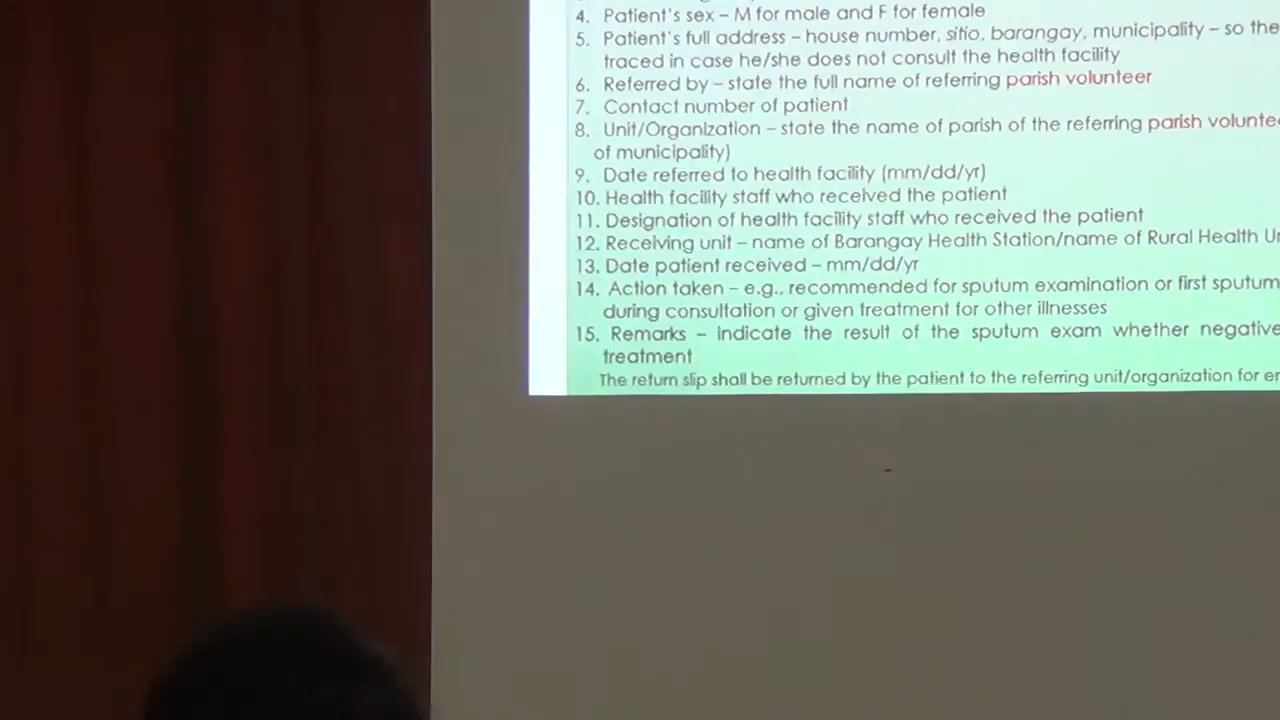 4. Patient's sex – M for male and F for female
5. Patient's full address – house number, sitio, barangay, municipality – so the
traced in case he/she does not consult the health facility
6. Referred by – state the full name of referring parish volunteer
7. Contact number of patient
8. Unit/Organization – state the name of parish of the referring parish
of municipality)
9. Date referred to health facility (mm/dd/yr)
10. Health facility staff who received the patient
11. Designation of health facility staff who received the patient
12. Receiving unit – name of Barangay Health Station/name of Rural Health
13. Date patient received – mm/dd/yr
14. Action taken – e.g., recommended for sputum examination or first sputum
during consultation or given treatment for other illnesses
15. Remarks – indicate the result of the sputum exam whether negative
treatment
The return slip shall be returned by the patient to the referring unit/organization for